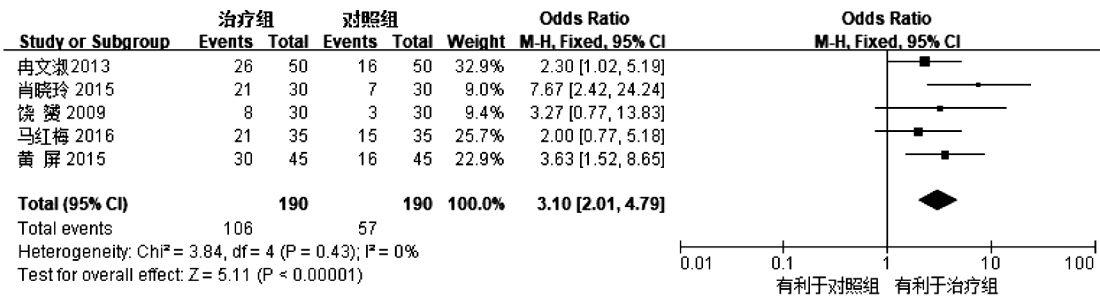 治疗组 对照组 Odds Ratio Odds Ratio
Study or Subgroup Events Total Events Total Weight M-H, Fixed, 95% CI M-H, Fixed, 95% CI
冉文淑2013 26 50 16 50 32.9% 2.30 [1.02, 5.19]
肖晓玲 2015 21 30 7 30 9.0% 7.67 [2.42, 24.24]
饶 赟 2009 8 30 3 30 9.4% 3.27 [0.77, 13.83]
马红梅 2016 21 35 15 35 25.7% 2.00 [0.77, 5.18]
黄 屏 2015 30 45 16 45 22.9% 3.63 [1.52, 8.65]
Total (95% CI) 190 190 100.0% 3.10 [2.01, 4.79]
Total events 106 57
Heterogeneity: Chi² = 3.84, df = 4 (P = 0.43); I² = 0%
Test for overall effect: Z = 5.11 (P < 0.00001)
0.01 0.1 1 10 100
有利于对照组 有利于治疗组